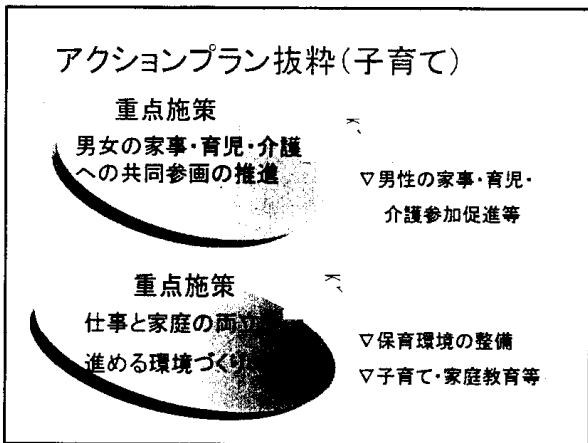 アクションプラン抜粋(子育て)
重点施策
男女の家事・育児・介護
への共同参画の推進
▽男性の家事・育児・
介護参加促進等
重点施策
仕事と家庭の両立
進める環境づくり
▽保育環境の整備
▽子育て・家庭教育等